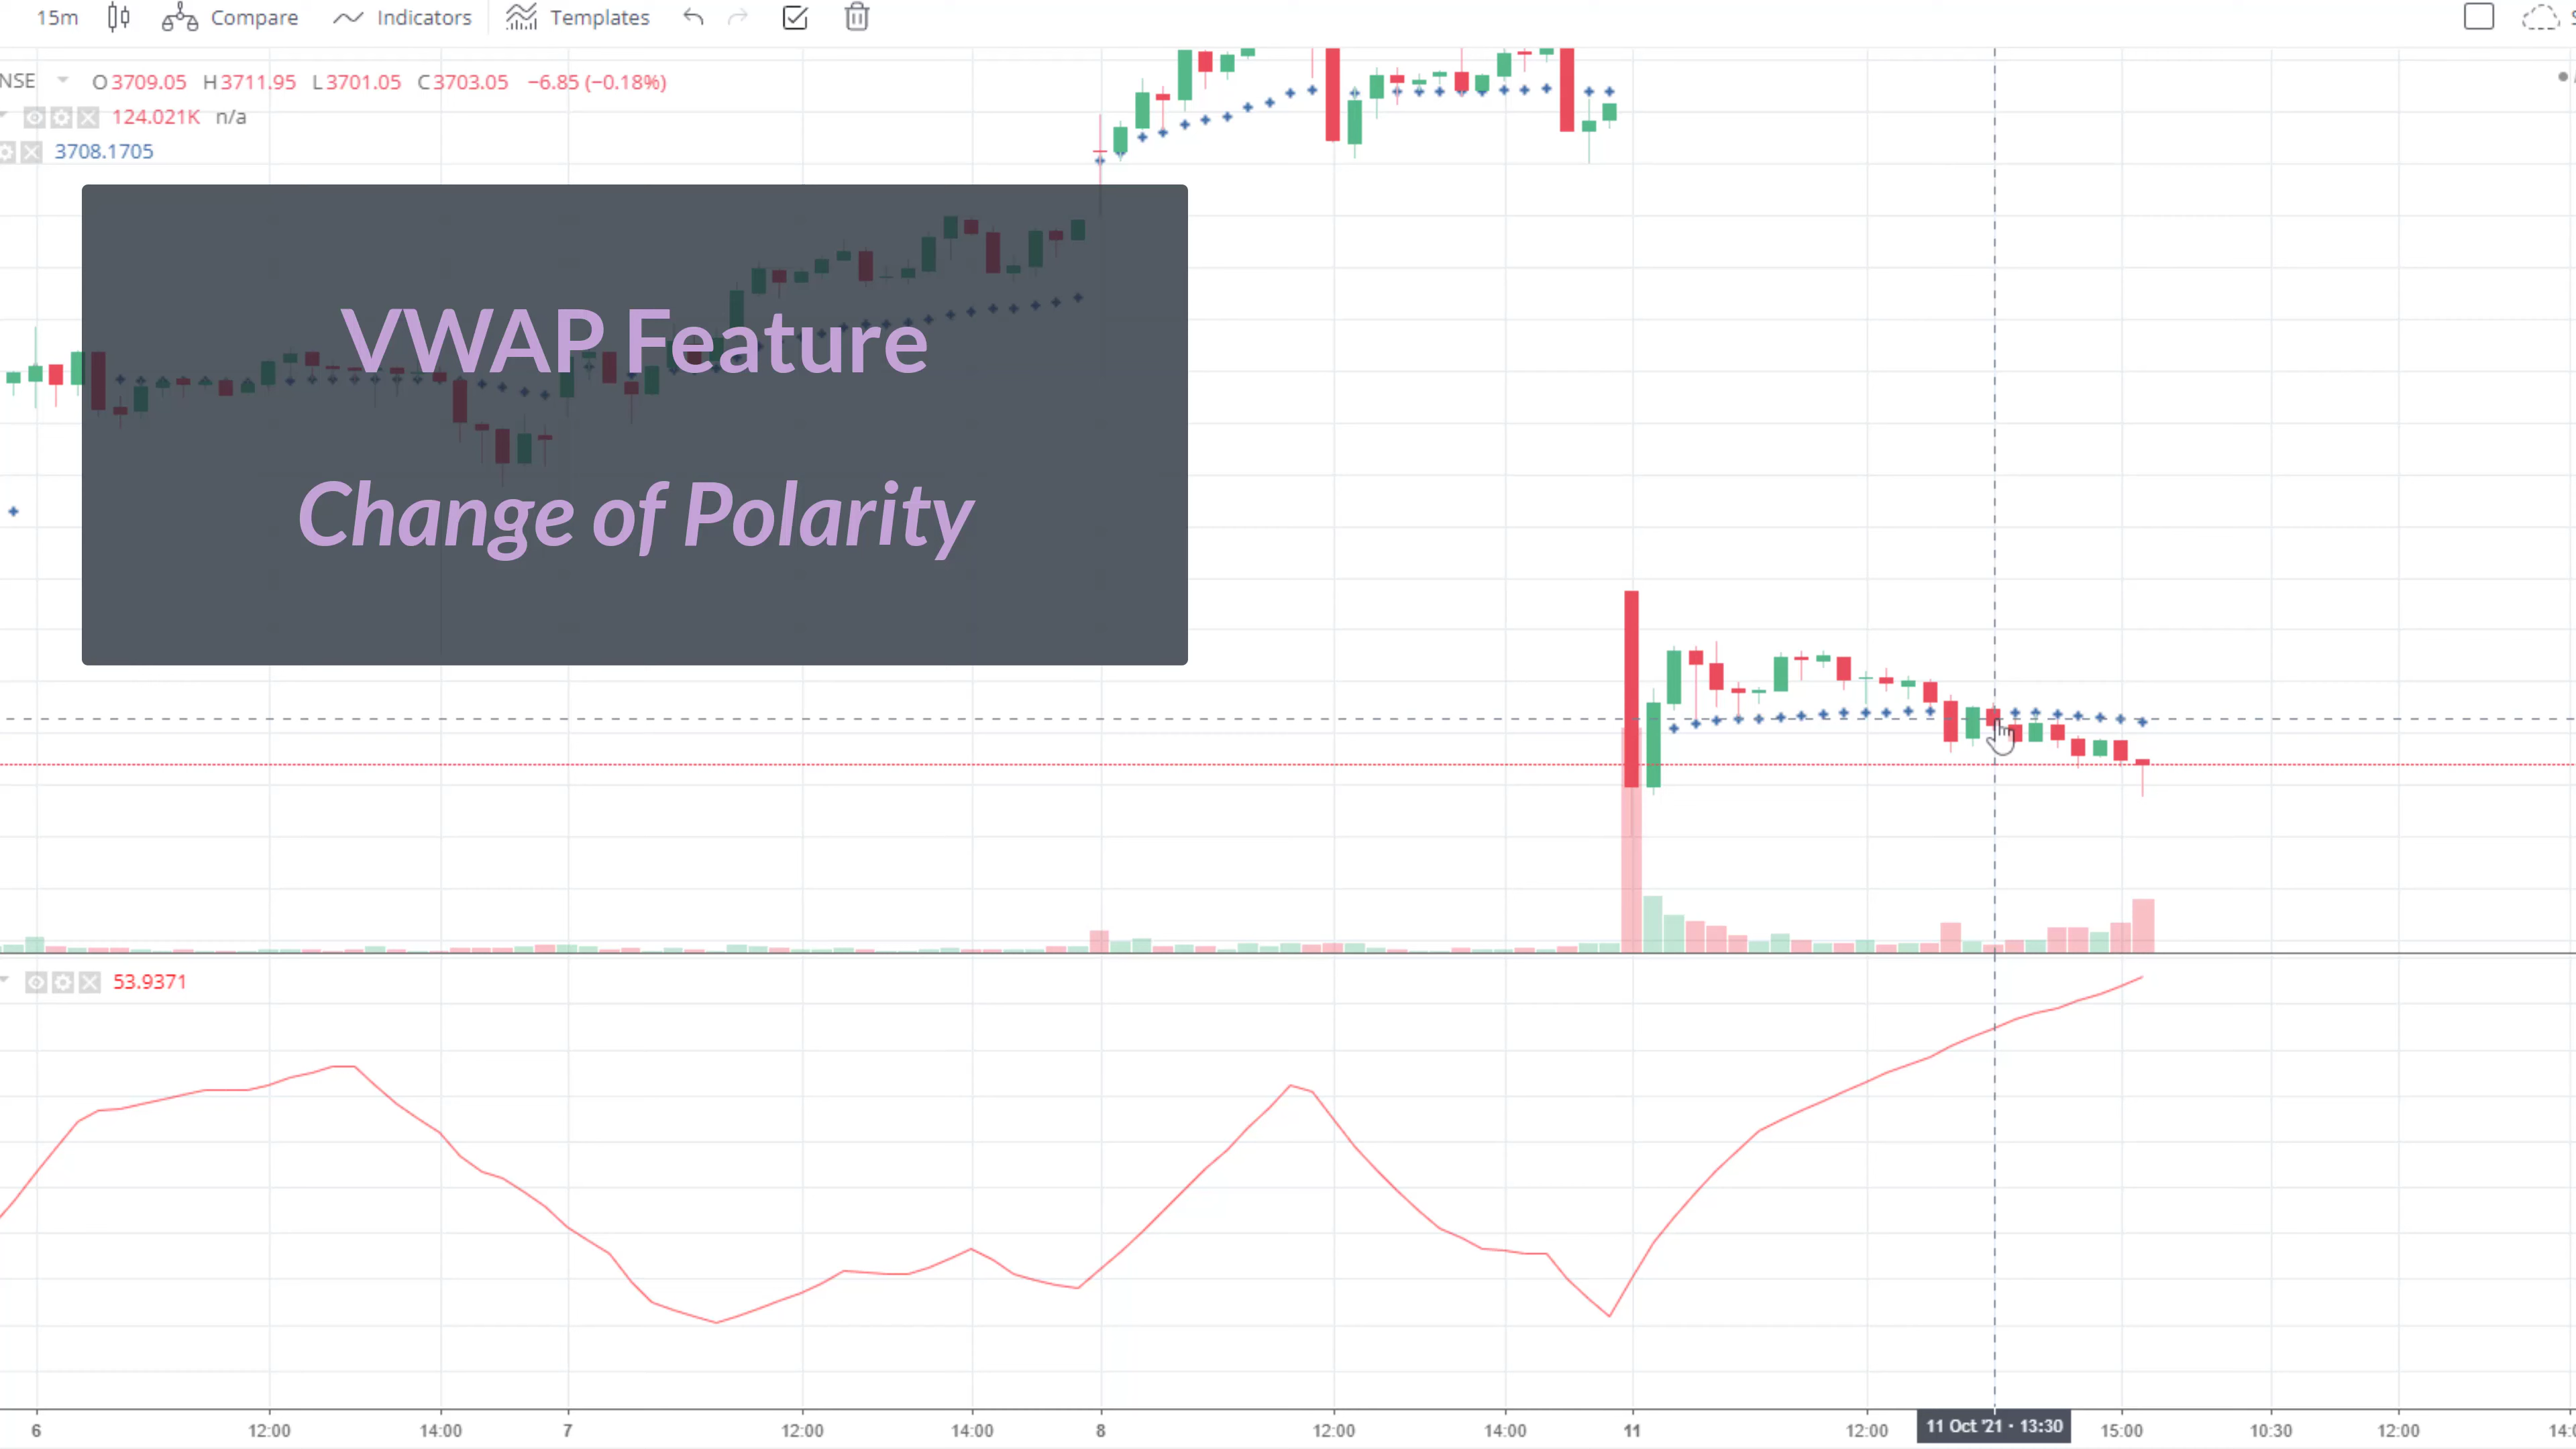 15m Compare Indicators Templates
NSE O3709.05 H3711.95 L3701.05 C3703.05 −6.85 (−0.18%)
124.021K n/a
3708.1705
VWAP Feature
Change of Polarity
53.9371
6 12:00 14:00 7 12:00 14:00 8 12:00 14:00 11 12:00 11 Oct '21 · 13:30 15:00 10:30 12:00